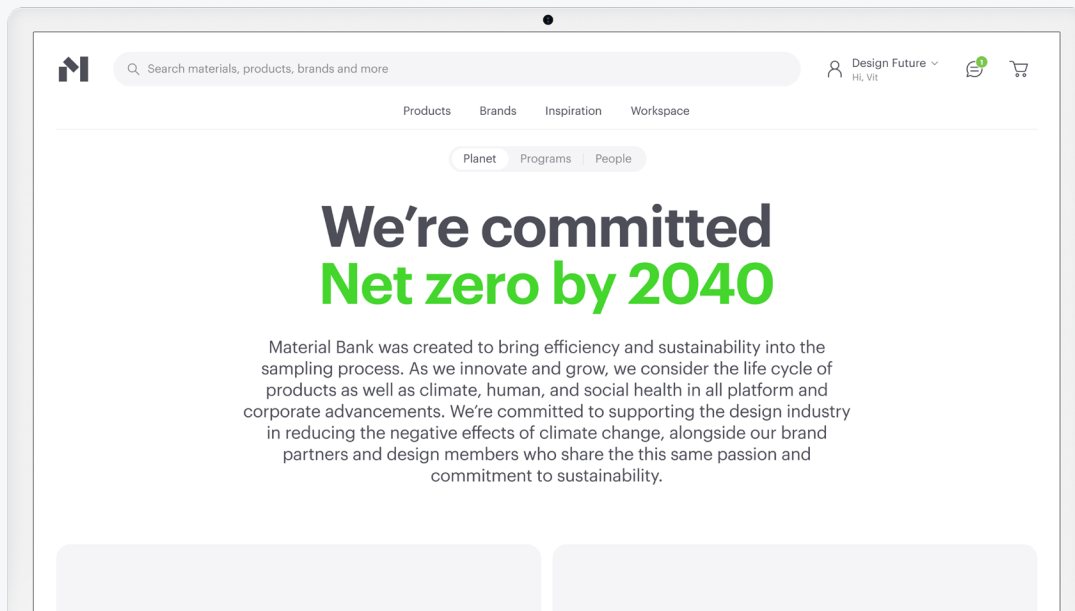 Search materials, products, brands and more
Design Future
Hi, Vit
1
Products Brands Inspiration Workspace
Planet Programs People
We’re committed
Net zero by 2040
Material Bank was created to bring efficiency and sustainability into the
sampling process. As we innovate and grow, we consider the life cycle of
products as well as climate, human, and social health in all platform and
corporate advancements. We’re committed to supporting the design industry
in reducing the negative effects of climate change, alongside our brand
partners and design members who share the this same passion and
commitment to sustainability.